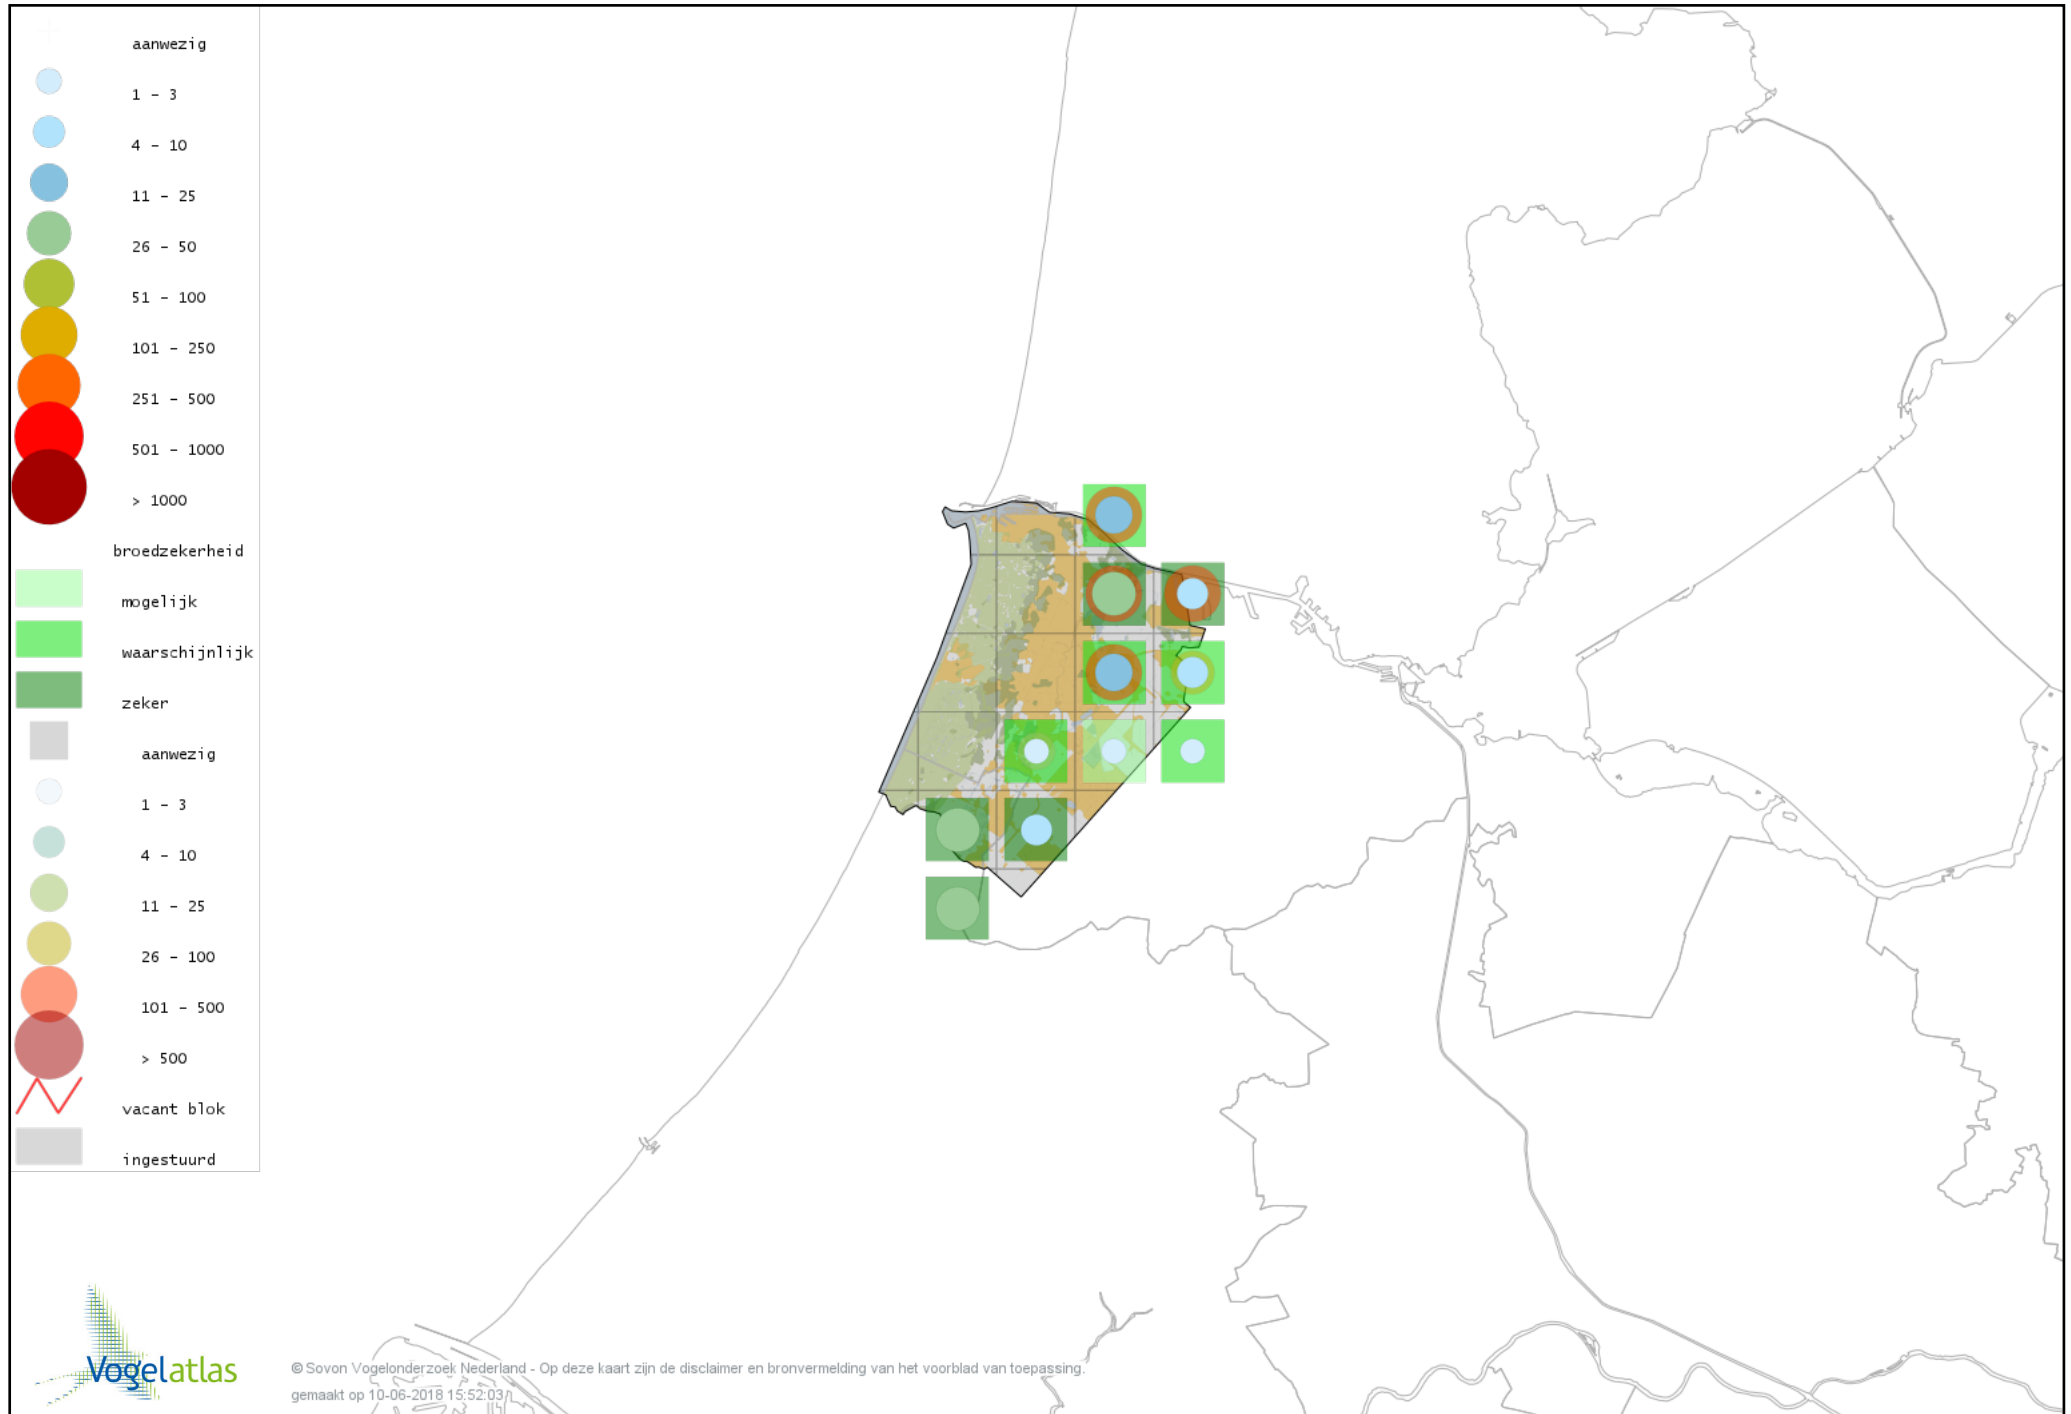 aanwezig
1 - 3
4 - 10
11 - 25
26 - 50
51 - 100
101 - 250
251 - 500
501 - 1000
> 1000
broedzekerheid
mogelijk
waarschijnlijk
zeker
aanwezig
1 - 3
4 - 10
11 - 25
26 - 100
101 - 500
> 500
vacant blok
ingestuurd
Vogelatlas
© Sovon Vogelonderzoek Nederland - Op deze kaart zijn de disclaimer en bronvermelding van het voorblad van toepassing.
gemaakt op 10-06-2018 15:52:03